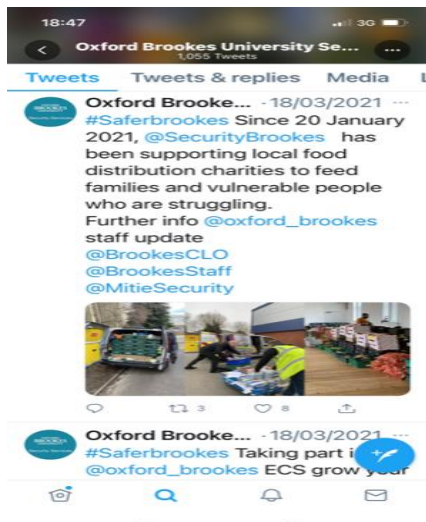 18:47
3G
Oxford Brookes University Se...
1,055 Tweets
Tweets Tweets & replies Media L
Oxford Brooke... · 18/03/2021 ...
#Saferbrookes Since 20 January
2021, @SecurityBrookes has
been supporting local food
distribution charities to feed
families and vulnerable people
who are struggling.
Further info @oxford_brookes
staff update
@BrookesCLO
@BrookesStaff
@MitieSecurity
3 8
Oxford Brooke... · 18/03/2021 ...
#Saferbrookes Taking part i
@oxford_brookes ECS grow your